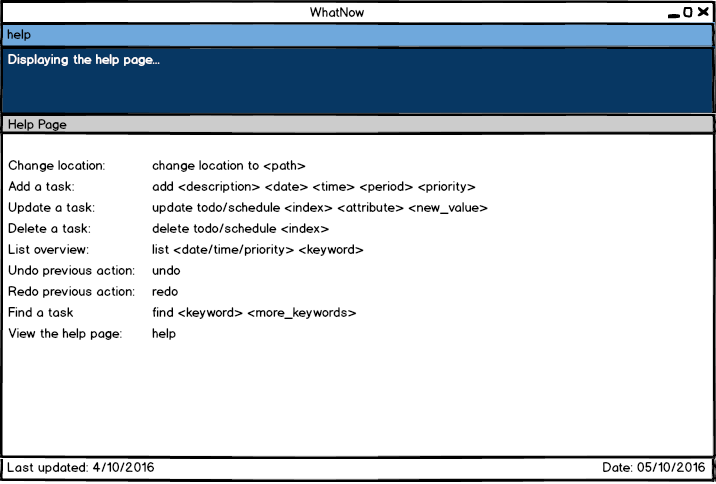 WhatNow
help
Displaying the help page...
Help Page
Change location: change location to <path>
Add a task: add <description> <date> <time> <period> <priority>
Update a task: update todo/schedule <index> <attribute> <new_value>
Delete a task: delete todo/schedule <index>
List overview: list <date/time/priority> <keyword>
Undo previous action: undo
Redo previous action: redo
Find a task find <keyword> <more_keywords>
View the help page: help
Last updated: 4/10/2016 Date: 05/10/2016